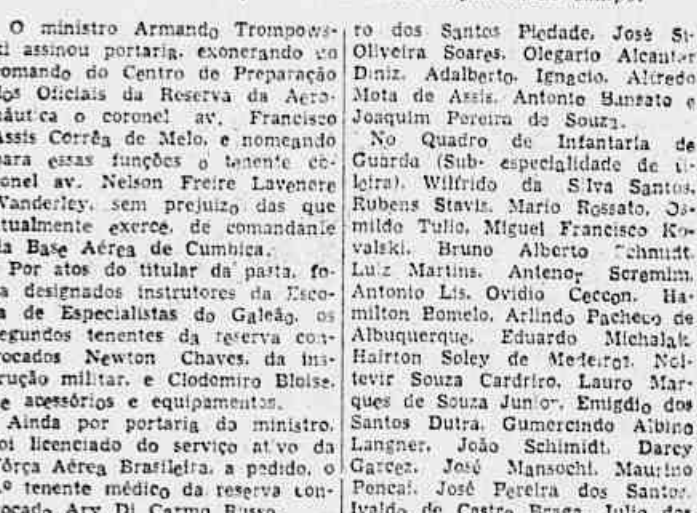 O ministro Armando Trompows-
ki assinou portaria, exonerando do
comando do Centro de Preparação
dos Oficiais da Reserva da Aero-
náutica o coronel av. Francisco
Assis Corrêa de Melo, e nomeando
para essas funções o tenente co-
ronel av. Nelson Freire Lavenere
Wanderley, sem prejuizo das que
atualmente exerce, de comandante
da Base Aérea de Cumbica.
Por atos do titular da pasta, fo-
designados instrutores da Esco-
de Especialistas do Galeão, os
segundos tenentes da reserva con-
vocados Newton Chaves, da ins-
trução militar, e Clodomiro Bloise,
de acessórios e equipamentos.
Ainda por portaria do ministro,
foi licenciado do serviço ativo da
Fôrça Aérea Brasileira, a pedido, o
tenente médico da reserva con-
vocado Ary Di Carmo Russo
ro dos Santos Piedade, José Si-
Oliveira Soares, Olegario Alcantar
Diniz, Adalberto, Ignacio, Alfredo
Mota de Assis, Antonio Bansato e
Joaquim Pereira de Souza.
No Quadro de Infantaria de
Guarda (Sub- especialidade de
leira), Wilfrido da Silva Santos,
Rubens Stavis, Mario Rossato, Os-
mildo Tulio, Miguel Francisco Ko-
valski, Bruno Alberto Schmidt,
Luiz Martins, Antenor Scremim,
Antonio Lis, Ovidio Ceccon, Ha-
milton Bomelo, Arlindo Pacheco de
Albuquerque, Eduardo Michalak,
Hairton Soley de Medeiros, Nol-
tevir Souza Cardriro, Lauro Mar-
ques de Souza Junior, Emigdio dos
Santos Dutra, Gumercindo Albino
Langner, João Schimidt, Darcy
Garcez, José Mansochi, Maurino
Poncai, José Pereira dos Santos,
Ivaldo de Castro Braga, Julio dos